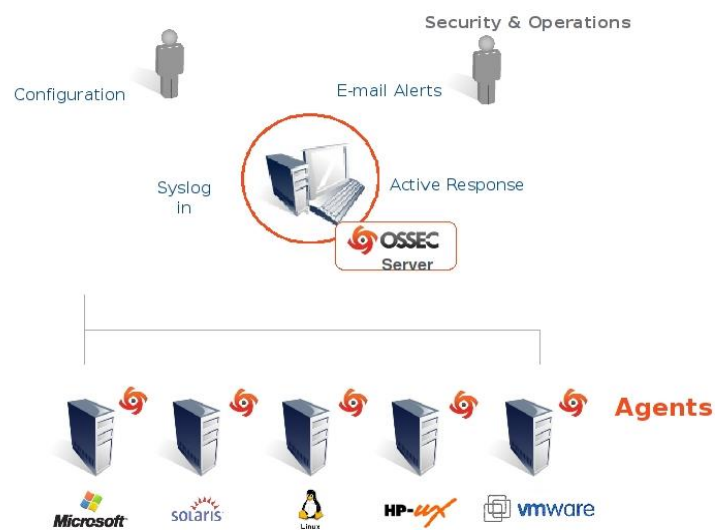 Security & Operations
Configuration
E-mail Alerts
Syslog
in
Active Response
OSSEC
Server
Agents
Microsoft
solaris
Linux
HP-UX
vmware